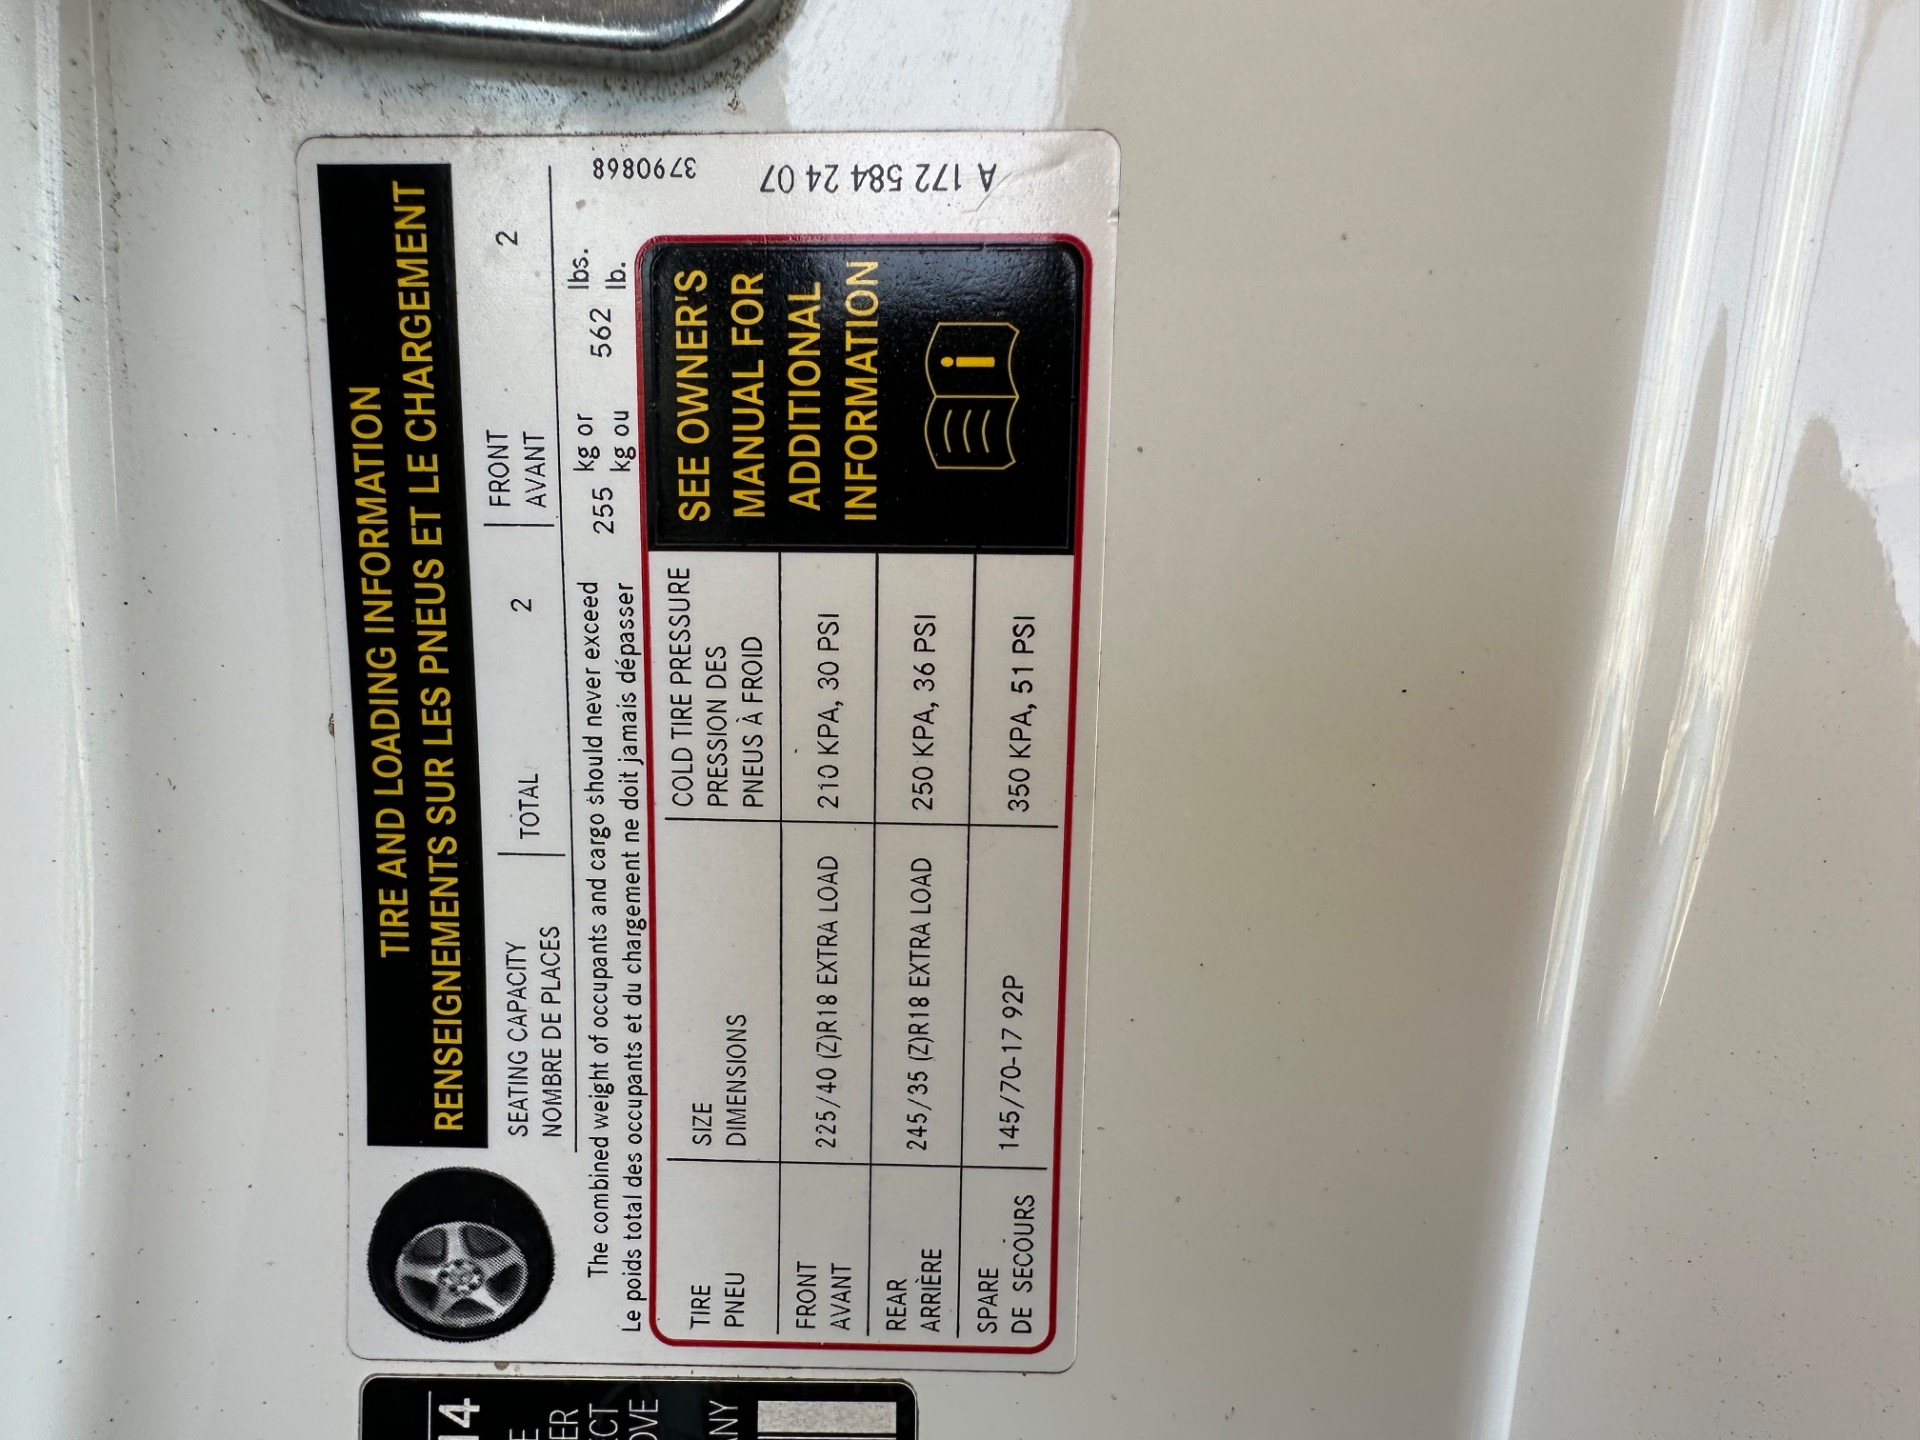 TIRE AND LOADING INFORMATION
RENSEIGNEMENTS SUR LES PNEUS ET LE CHARGEMENT
SEATING CAPACITY TOTAL 2 FRONT 2
NOMBRE DE PLACES AVANT
The combined weight of occupants and cargo should never exceed 255 kg or 562 lbs.
Le poids total des occupants et du chargement ne doit jamais dépasser kg ou lb.
TIRE SIZE COLD TIRE PRESSURE
PNEU DIMENSIONS PRESSION DES
PNEUS À FROID
FRONT 225/40 (Z)R18 EXTRA LOAD 210 KPA, 30 PSI
AVANT
REAR 245/35 (Z)R18 EXTRA LOAD 250 KPA, 36 PSI
ARRIÈRE
SPARE 145/70-17 92P 350 KPA, 51 PSI
DE SECOURS
SEE OWNER'S
MANUAL FOR
ADDITIONAL
INFORMATION
i
3790868
A 172 584 24 07